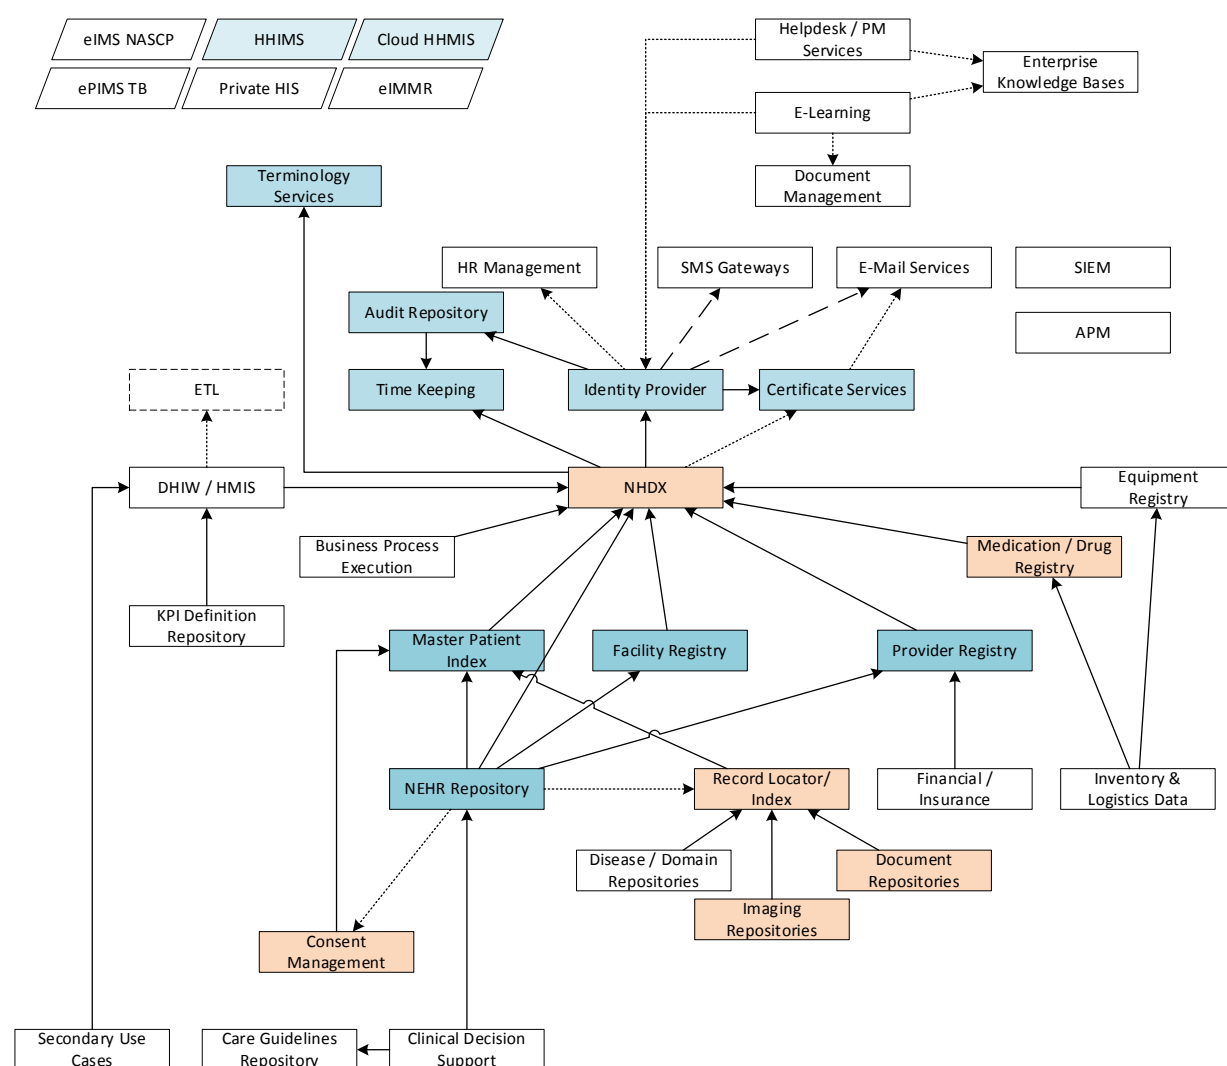 eIMS NASCP
HHIMS
Cloud HHMIS
ePIMS TB
Private HIS
eIMMR
Helpdesk / PM
Services
Enterprise
Knowledge Bases
E-Learning
Document
Management
Terminology
Services
HR Management
SMS Gateways
E-Mail Services
SIEM
Audit Repository
APM
ETL
Time Keeping
Identity Provider
Certificate Services
DHIW / HMIS
NHDX
Equipment
Registry
Business Process
Execution
Medication / Drug
Registry
KPI Definition
Repository
Master Patient
Index
Facility Registry
Provider Registry
NEHR Repository
Record Locator/
Index
Financial /
Insurance
Inventory &
Logistics Data
Disease / Domain
Repositories
Document
Repositories
Imaging
Repositories
Consent
Management
Secondary Use
Cases
Care Guidelines
Repository
Clinical Decision
Support